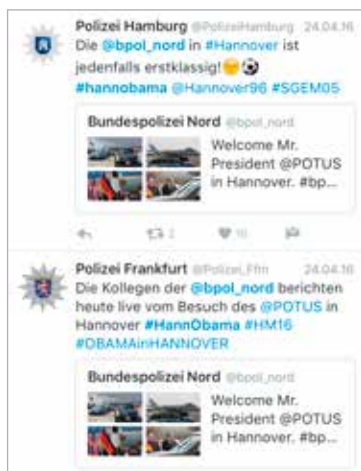 Polizei Hamburg @PolizeiHamburg 24.04.16
Die @bpol_nord in #Hannover ist
jedenfalls erstklassig!🙂⚽
#hannobama @Hannover96 #SGEM05
Bundespolizei Nord @bpol_nord
Welcome Mr.
President @POTUS
in Hannover. #bp...
2 16
Polizei Frankfurt @Polizei_Ffm 24.04.16
Die Kollegen der @bpol_nord berichten
heute live vom Besuch des @POTUS in
Hannover #HannObama #HM16
#OBAMAinHANNOVER
Bundespolizei Nord @bpol_nord
Welcome Mr.
President @POTUS
in Hannover. #bp...